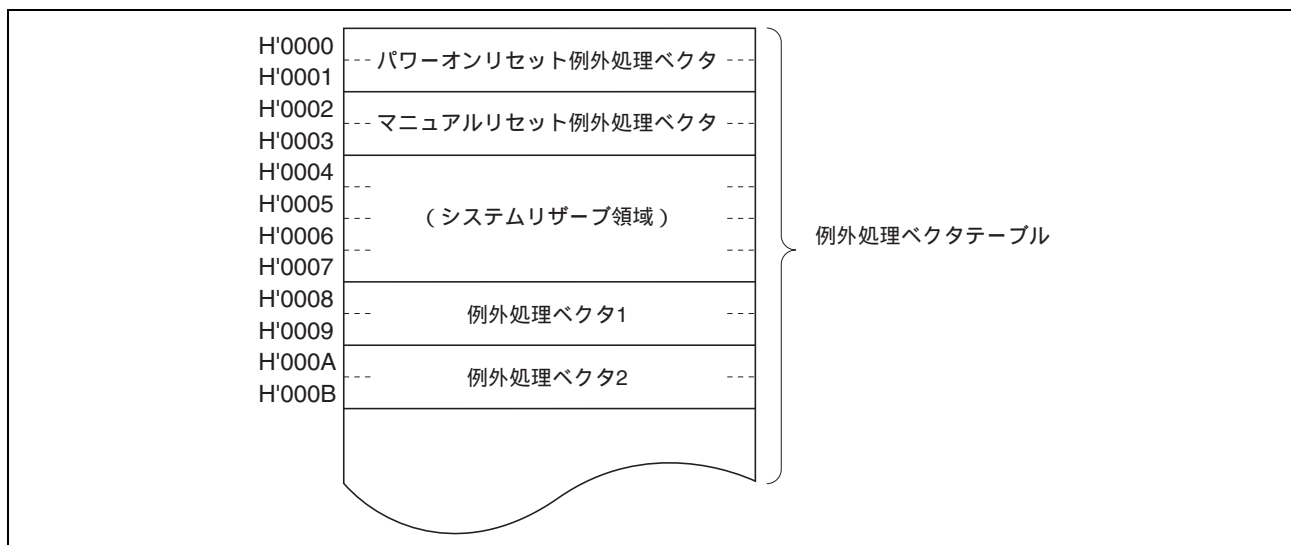 H'0000
パワーオンリセット例外処理ベクタ
H'0001
H'0002
マニュアルリセット例外処理ベクタ
H'0003
H'0004
H'0005
(システムリザーブ領域)
H'0006
例外処理ベクタテーブル
H'0007
H'0008
例外処理ベクタ1
H'0009
H'000A
例外処理ベクタ2
H'000B